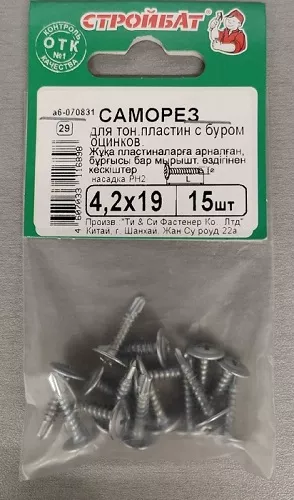 СТРОЙБАТ
КОНТРОЛЬ
ОТК
№1
КАЧЕСТВА
аб-070831
САМОРЕЗ
29
для тон.пластин с буром
оцинков.
Жұқа пластиналарға арналған,
бұрғысы бар мырышт. өздігінен
кескіштер
насадка PH2
L
4,2х19
15шт
Произв. "Ти & Си Фастенер Ко Лтд"
Китай, г. Шанхай, Жан Су роуд 22а